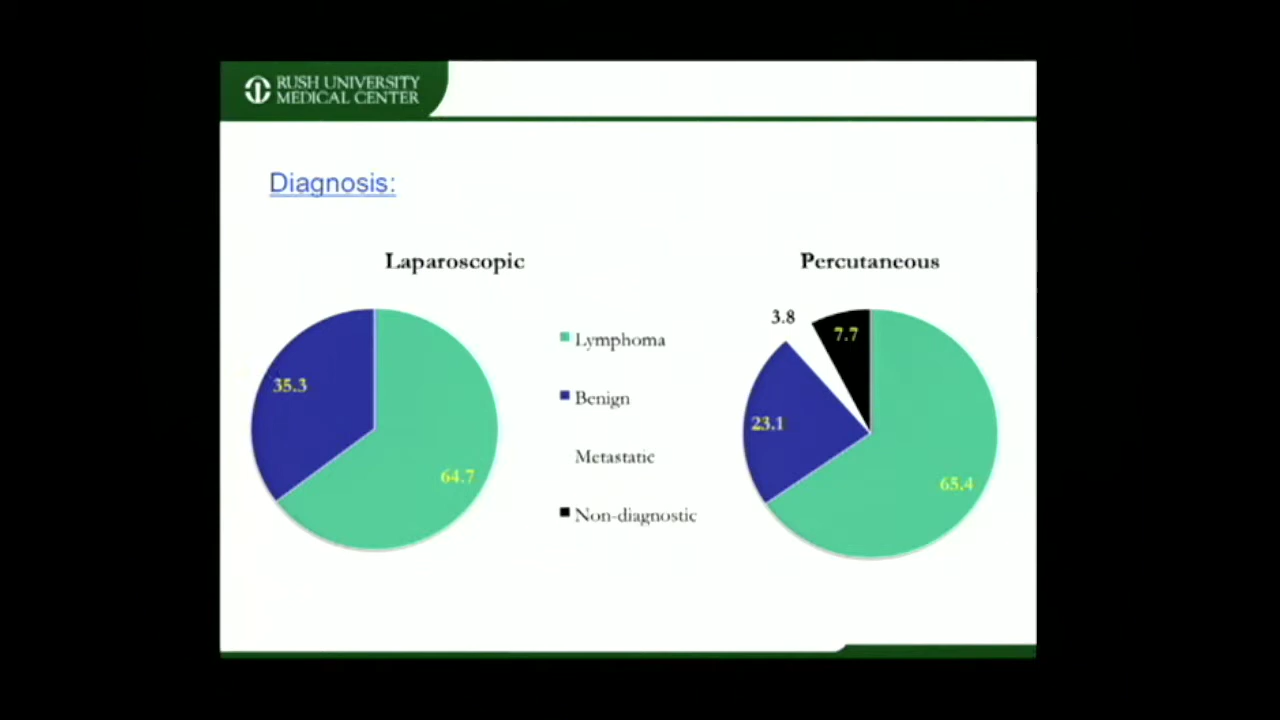 RUSH UNIVERSITY
MEDICAL CENTER
Diagnosis:
Laparoscopic
35.3
64.7
Lymphoma
Benign
Metastatic
Non-diagnostic
Percutaneous
3.8
7.7
23.1
65.4